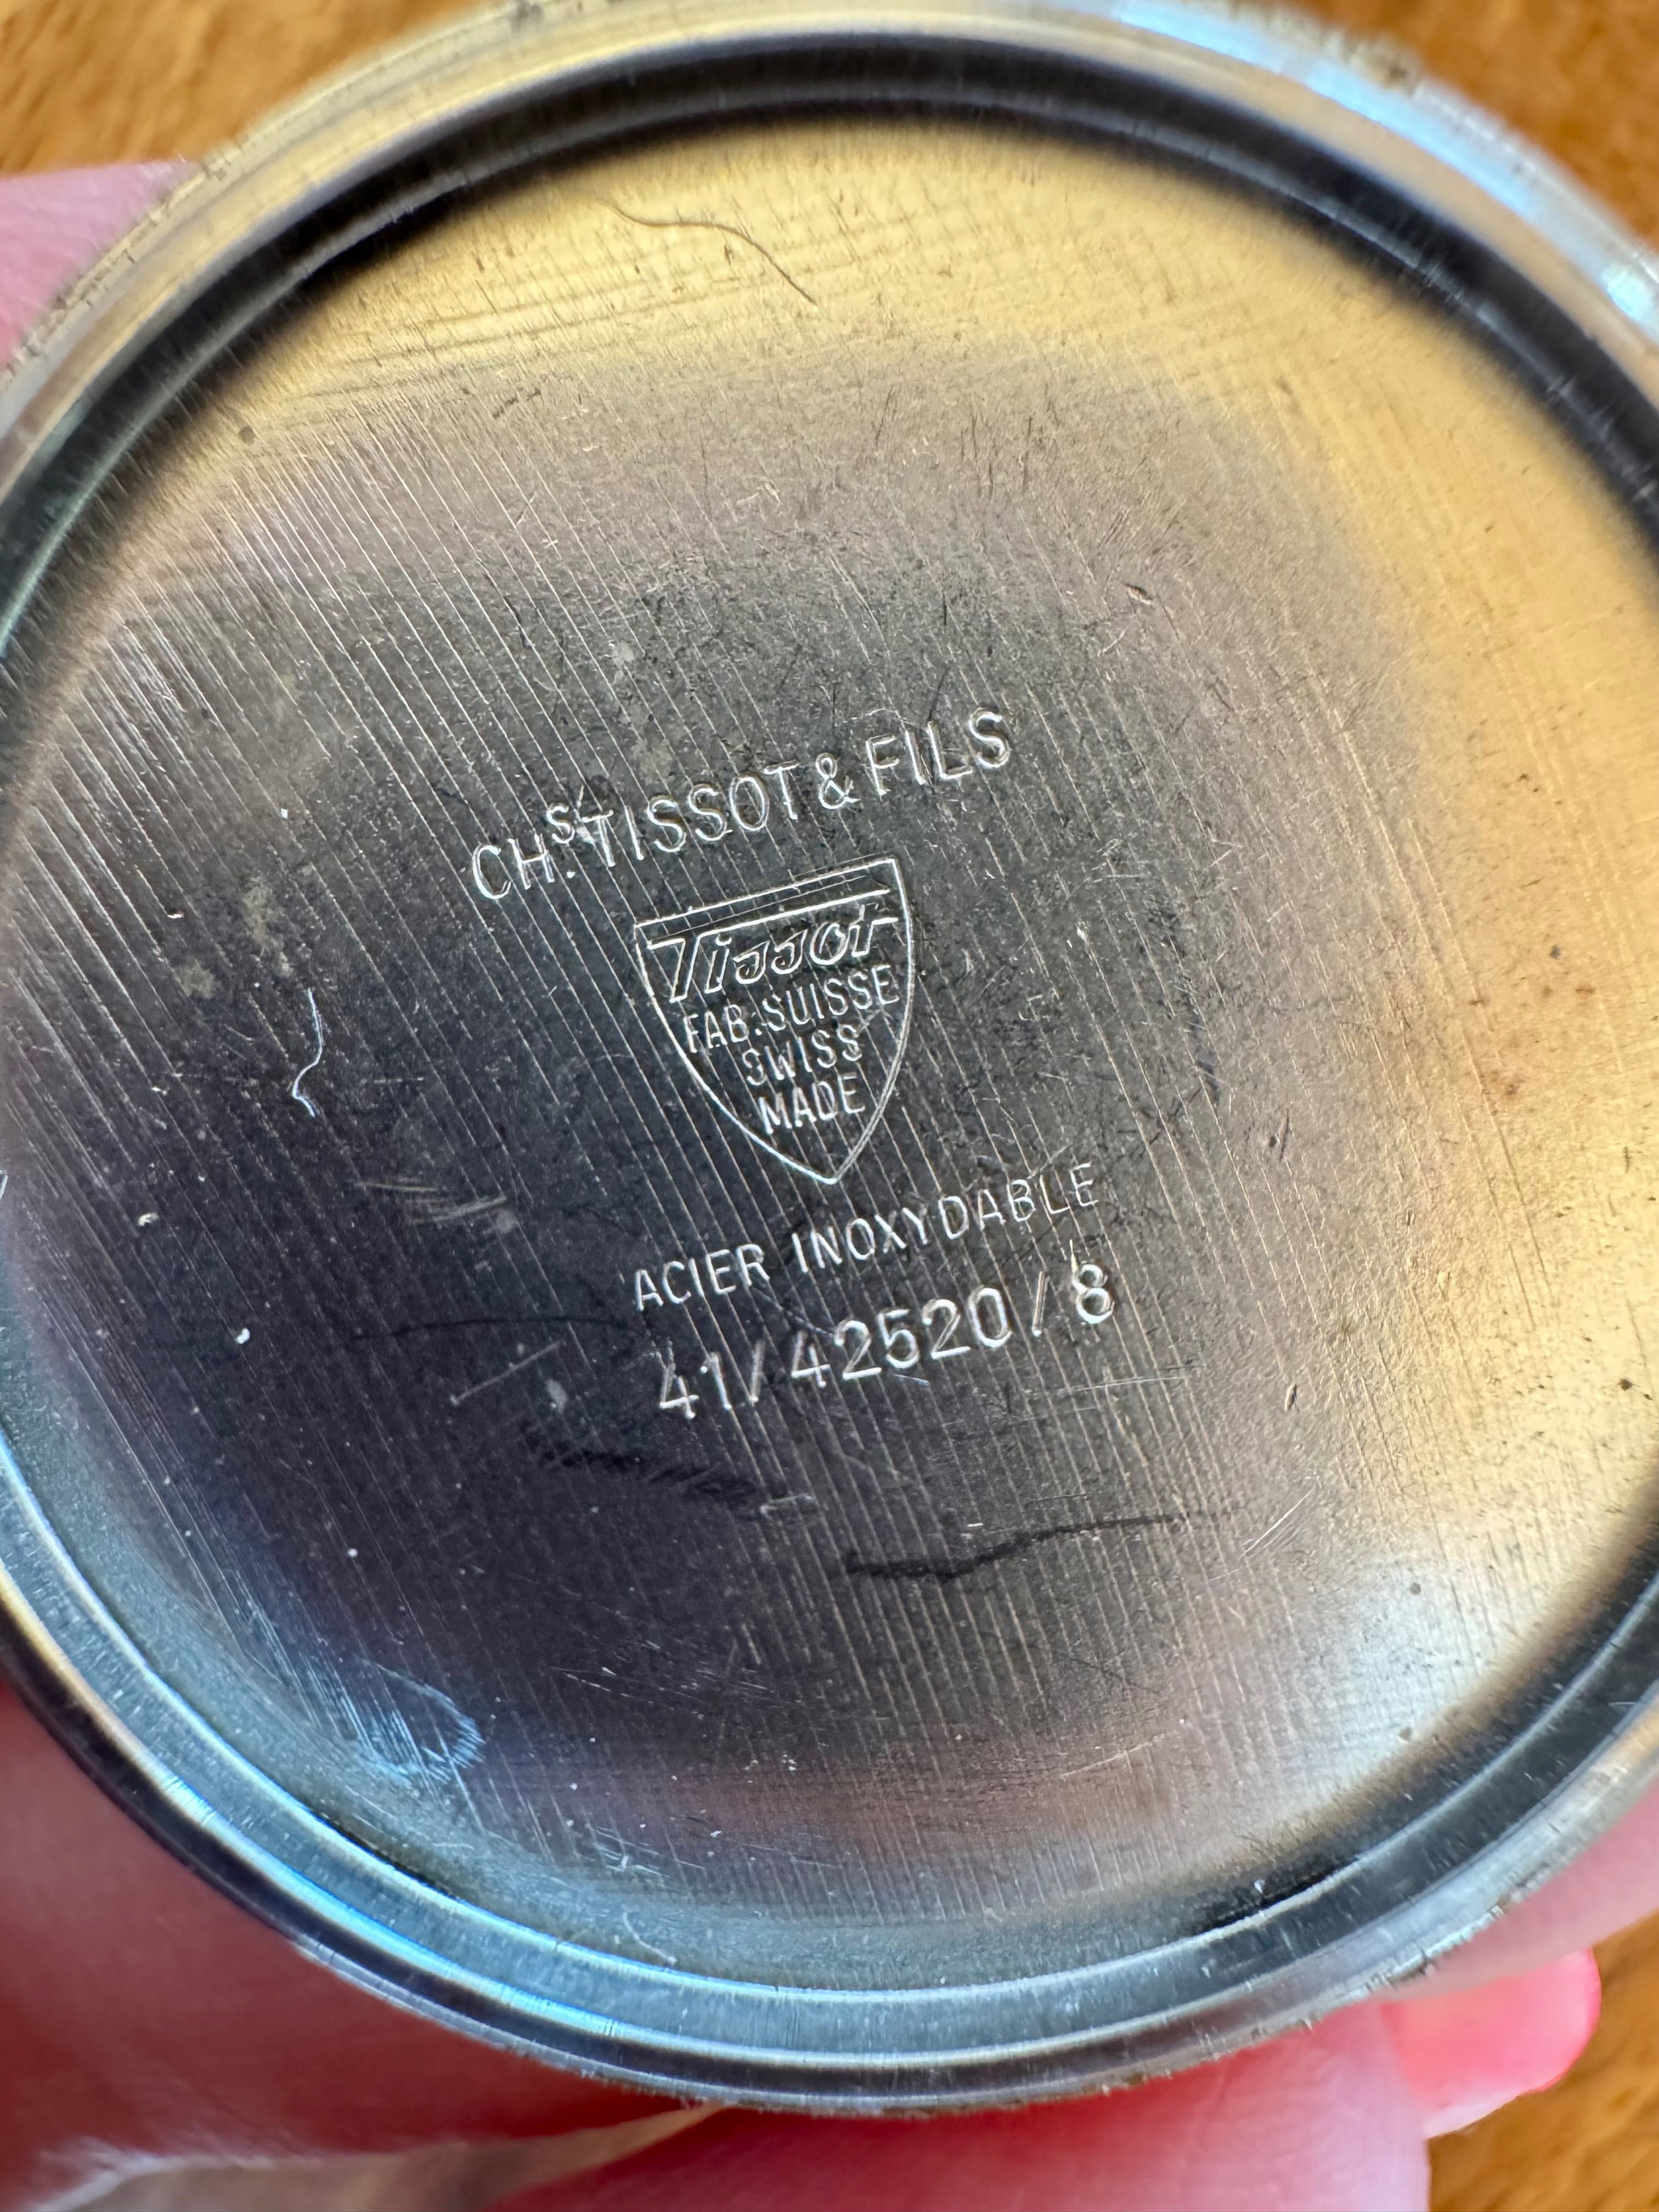 CHS. TISSOT & FILS
Tissot
FAB. SUISSE
SWISS
MADE
ACIER INOXYDABLE
41/42520/8